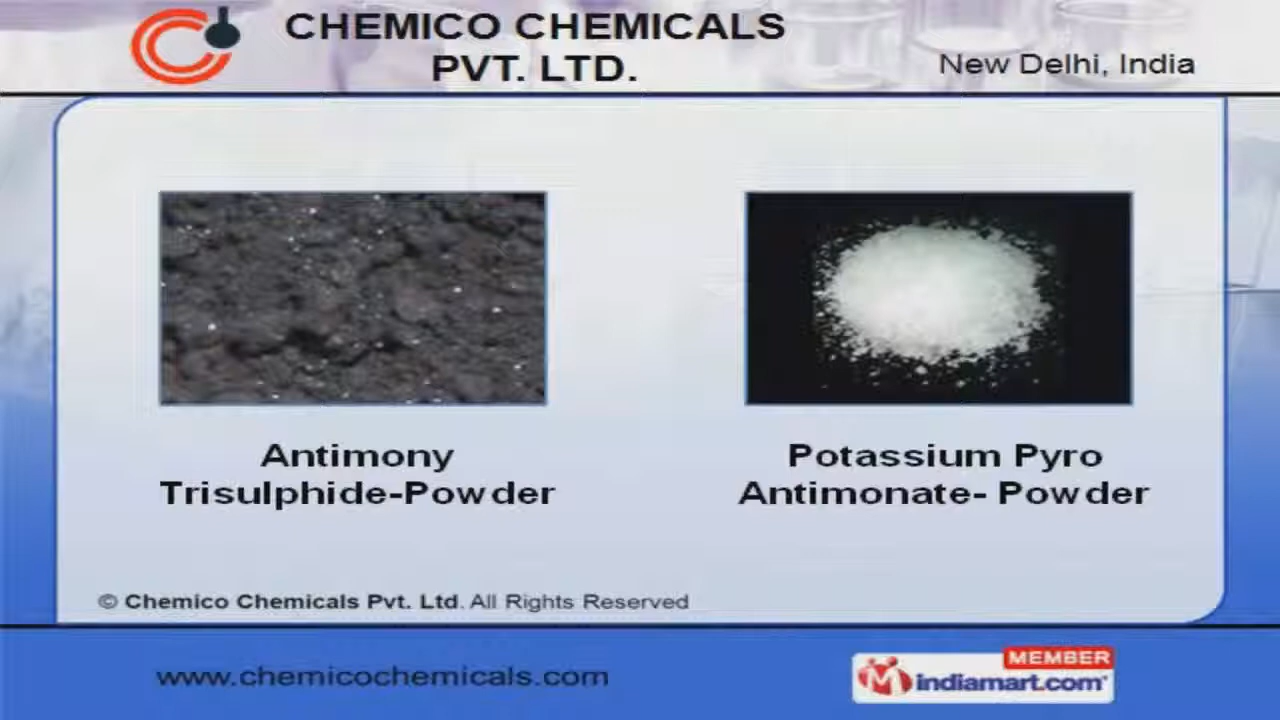 CHEMICO CHEMICALS
PVT. LTD.
New Delhi, India
Antimony
Trisulphide-Powder
Potassium Pyro
Antimonate- Powder
© Chemico Chemicals Pvt. Ltd. All Rights Reserved
www.chemicochemicals.com
MEMBER
indiamart.com